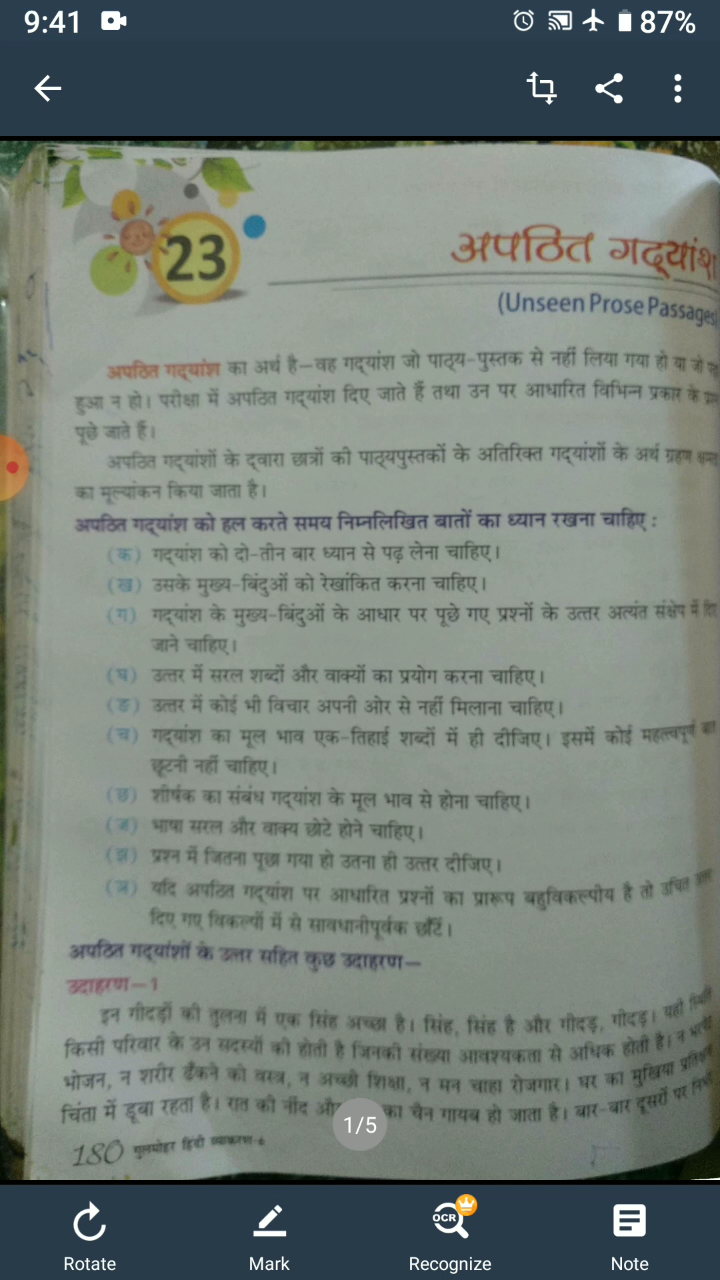 9:41
87%
23
अपठित गद्यांश
(Unseen Prose Passages
अपठित गद्यांश का अर्थ है—वह गद्यांश जो पाठ्य-पुस्तक से नहीं लिया गया हो या जो
हुआ न हो। परीक्षा में अपठित गद्यांश दिए जाते हैं तथा उन पर आधारित विभिन्न प्रकार के
पूछे जाते हैं।
अपठित गद्यांशों के द्वारा छात्रों की पाठ्यपुस्तकों के अतिरिक्त गद्यांशों के अर्थ ग्रहण
का मूल्यांकन किया जाता है।
अपठित गद्यांश को हल करते समय निम्नलिखित बातों का ध्यान रखना चाहिए :
(क) गद्यांश को दो-तीन बार ध्यान से पढ़ लेना चाहिए।
(ख) उसके मुख्य-बिंदुओं को रेखांकित करना चाहिए।
(ग) गद्यांश के मुख्य-बिंदुओं के आधार पर पूछे गए प्रश्नों के उत्तर अत्यंत संक्षेप में
जाने चाहिए।
(घ) उत्तर में सरल शब्दों और वाक्यों का प्रयोग करना चाहिए।
(ङ) उत्तर में कोई भी विचार अपनी ओर से नहीं मिलाना चाहिए।
(च) गद्यांश का मूल भाव एक-तिहाई शब्दों में ही दीजिए। इसमें कोई महत्त्वपूर्ण
छूटनी नहीं चाहिए।
(छ) शीर्षक का संबंध गद्यांश के मूल भाव से होना चाहिए।
(ज) भाषा सरल और वाक्य छोटे होने चाहिए।
(झ) प्रश्न में जितना पूछा गया हो उतना ही उत्तर दीजिए।
(ञ) यदि अपठित गद्यांश पर आधारित प्रश्नों का प्रारूप बहुविकल्पीय है तो उचित उत्तर
दिए गए विकल्पों में से सावधानीपूर्वक छाँटें।
अपठित गद्यांशों के उत्तर सहित कुछ उदाहरण—
उदाहरण—1
इन गीदड़ों की तुलना में एक सिंह अच्छा है। सिंह, सिंह है और गीदड़, गीदड़। यही स्थिति
किसी परिवार के उन सदस्यों की होती है जिनकी संख्या आवश्यकता से अधिक होती है। न
भोजन, न शरीर ढँकने को वस्त्र, न अच्छी शिक्षा, न मन चाहा रोजगार। घर का मुखिया
चिंता में डूबा रहता है। रात की नींद और का चैन गायब हो जाता है। बार-बार दूसरों पर
180 गुलमोहर हिंदी व्याकरण-6
1/5
OCR
Rotate
Mark
Recognize
Note